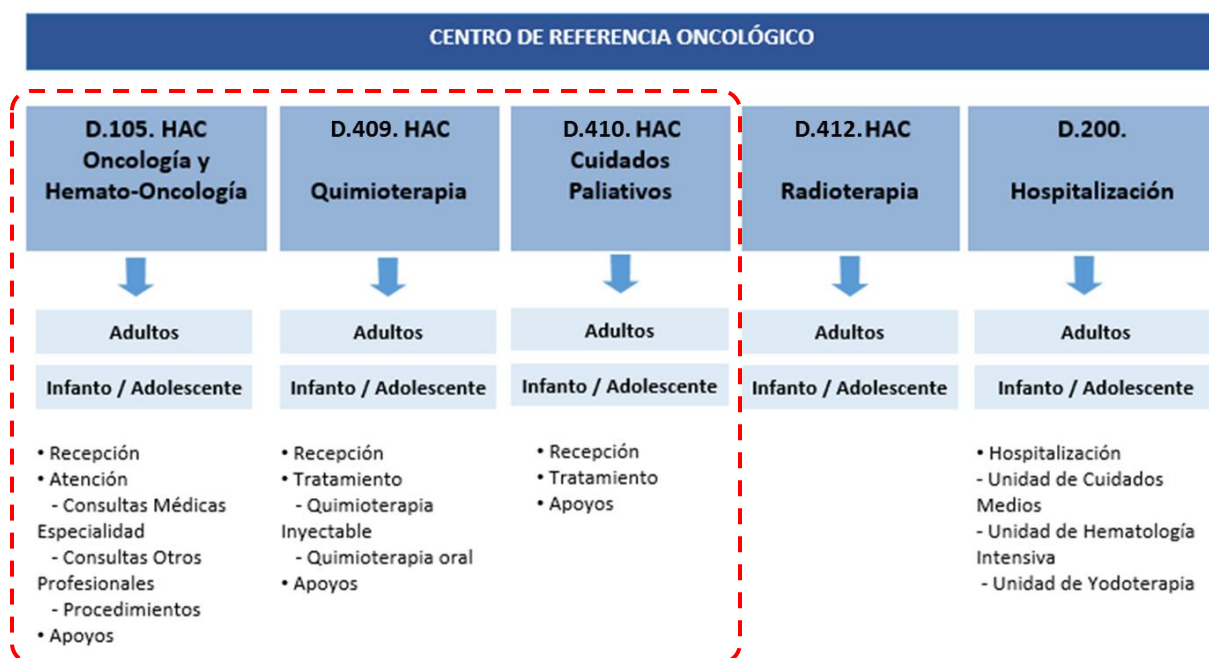 CENTRO DE REFERENCIA ONCOLÓGICO
D.105. HAC
Oncología y
Hemato-Oncología
Adultos
Infanto / Adolescente
• Recepción
• Atención
- Consultas Médicas
Especialidad
- Consultas Otros
Profesionales
- Procedimientos
• Apoyos
D.409. HAC
Quimioterapia
Adultos
Infanto / Adolescente
• Recepción
• Tratamiento
- Quimioterapia
Inyectable
- Quimioterapia oral
• Apoyos
D.410. HAC
Cuidados
Paliativos
Adultos
Infanto / Adolescente
• Recepción
• Tratamiento
• Apoyos
D.412.HAC
Radioterapia
Adultos
Infanto / Adolescente
D.200.
Hospitalización
Adultos
Infanto / Adolescente
• Hospitalización
- Unidad de Cuidados
Medios
- Unidad de Hematología
Intensiva
- Unidad de Yodoterapia